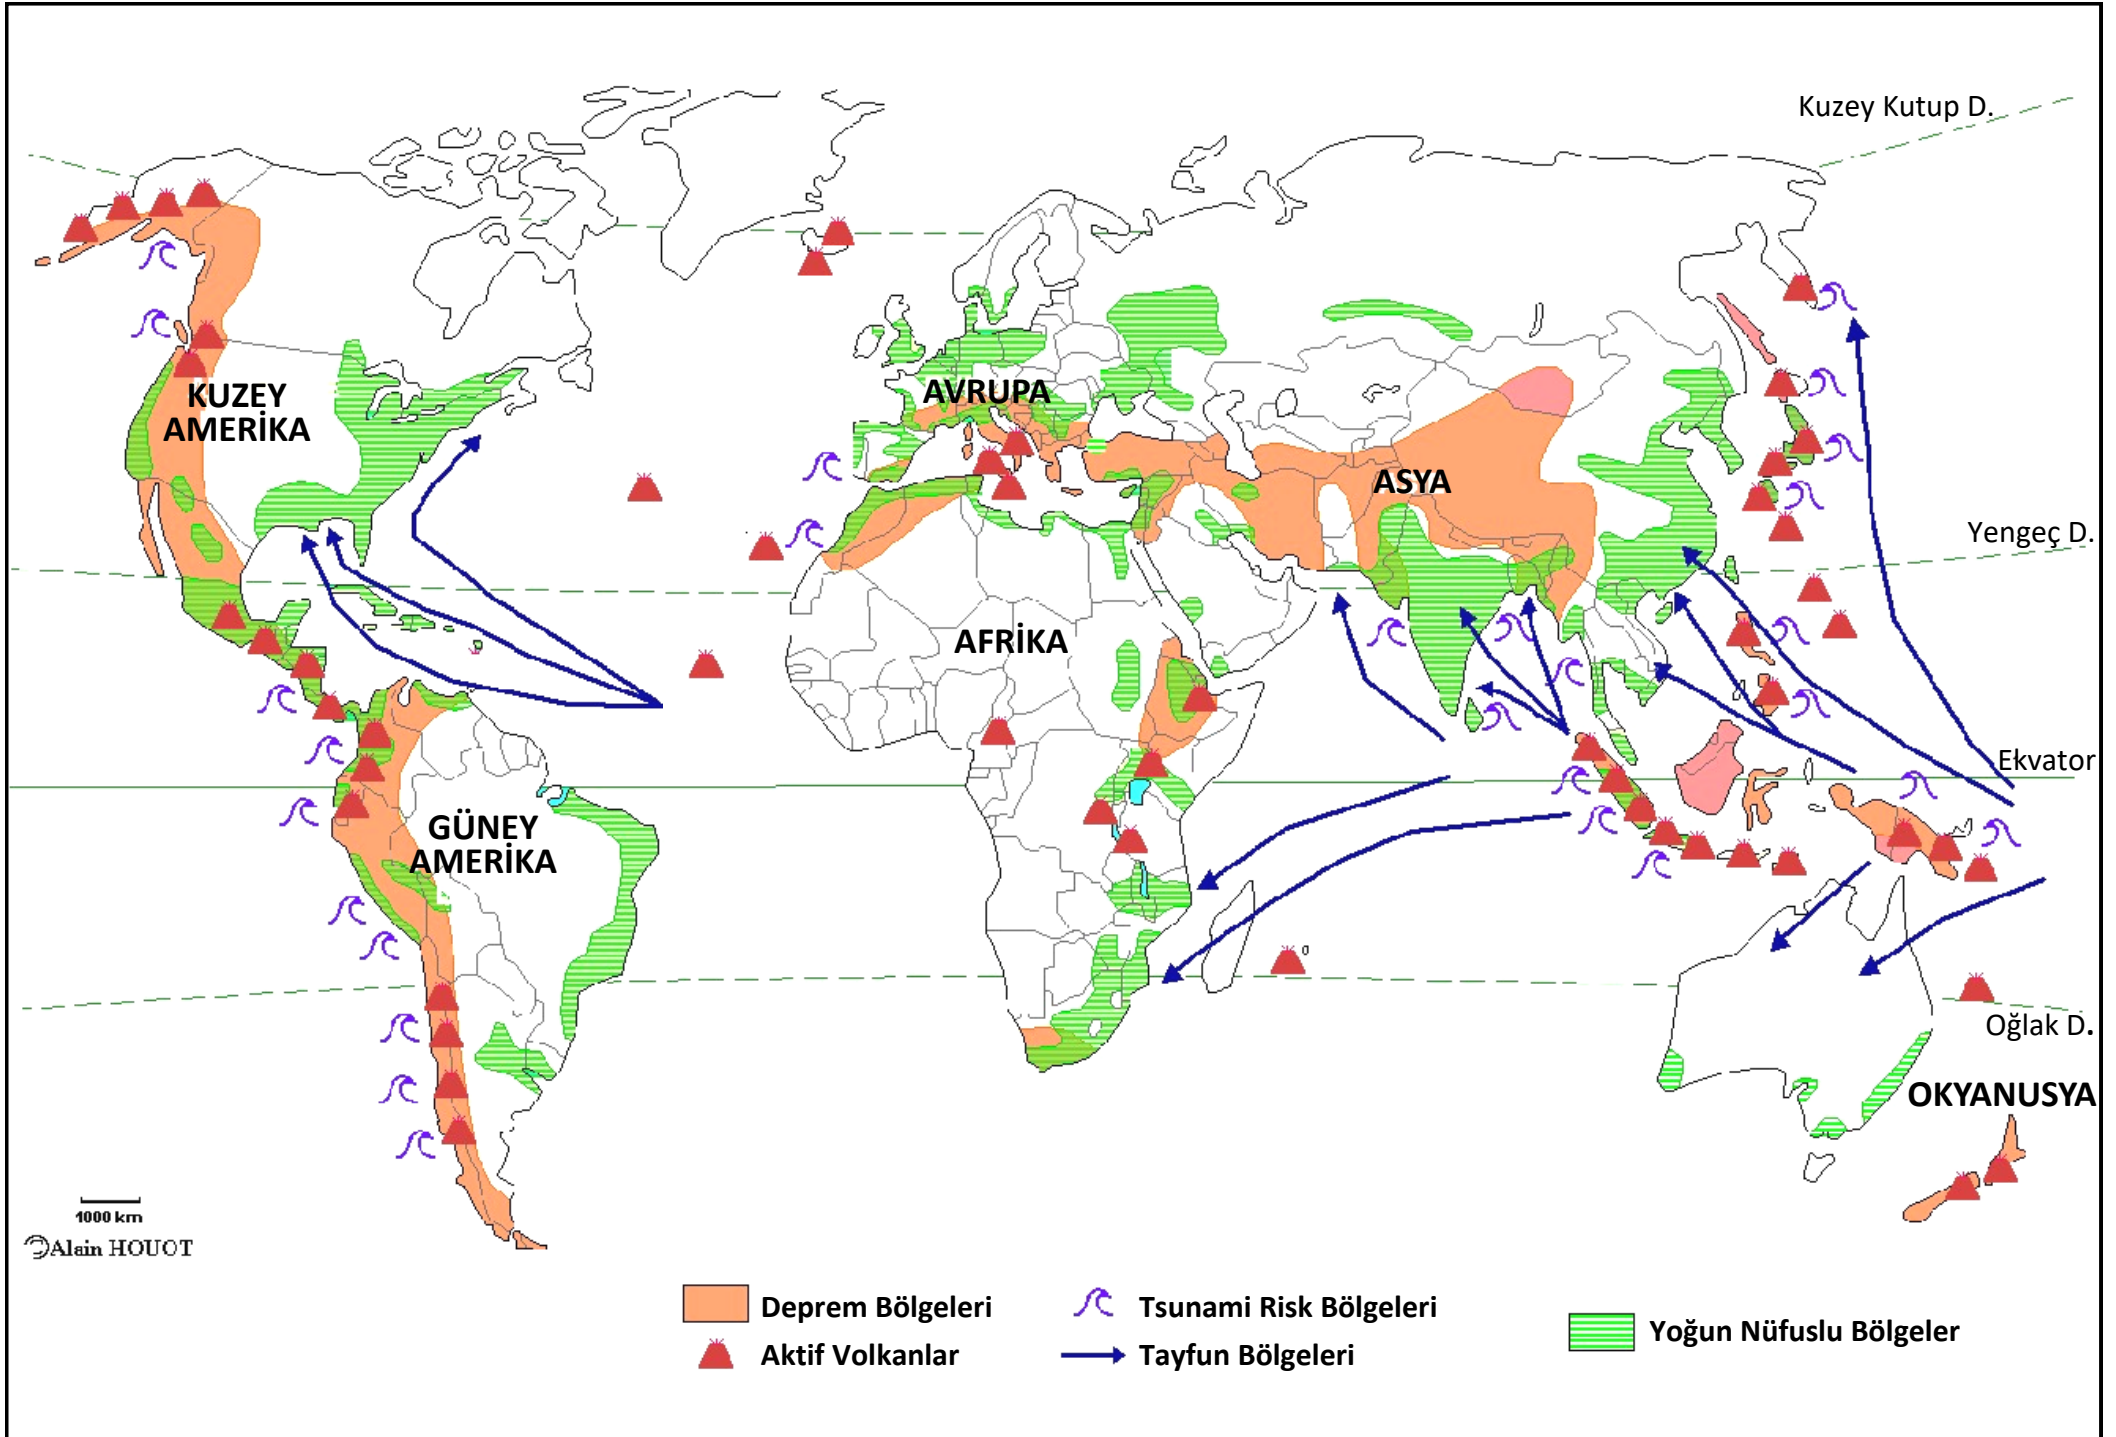 Kuzey Kutup D.
KUZEY
AMERİKA
AVRUPA
ASYA
Yengeç D.
AFRİKA
Ekvator
GÜNEY
AMERİKA
Oğlak D.
OKYANUSYA
1000 km
©Alain HOUOT
Deprem Bölgeleri
Tsunami Risk Bölgeleri
Yoğun Nüfuslu Bölgeler
Aktif Volkanlar
Tayfun Bölgeleri